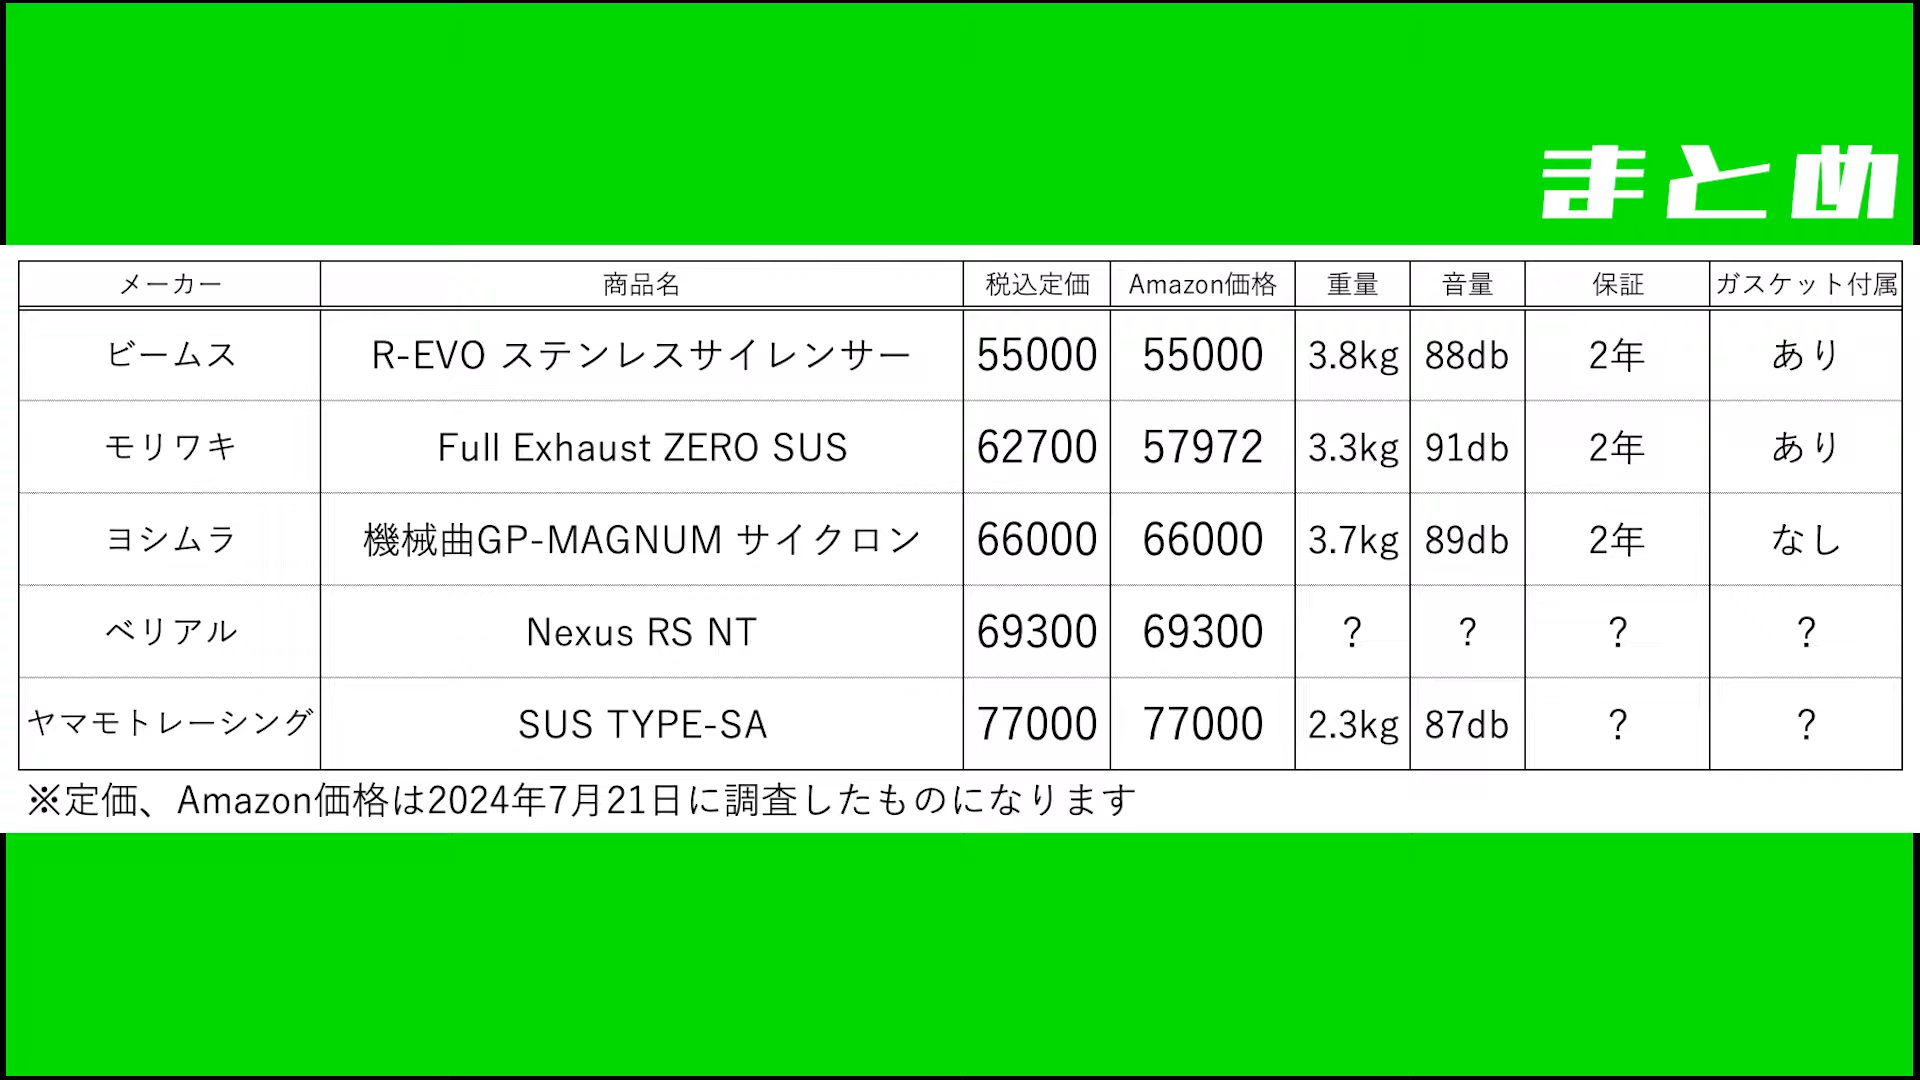 まとめ
メーカー 商品名 税込定価 Amazon価格 重量 音量 保証 ガスケット付属
ビームス R-EVO ステンレスサイレンサー 55000 55000 3.8kg 88db 2年 あり
モリワキ Full Exhaust ZERO SUS 62700 57972 3.3kg 91db 2年 あり
ヨシムラ 機械曲GP-MAGNUM サイクロン 66000 66000 3.7kg 89db 2年 なし
ベリアル Nexus RS NT 69300 69300 ? ? ? ?
ヤマモトレーシング SUS TYPE-SA 77000 77000 2.3kg 87db ? ?
※定価、Amazon価格は2024年7月21日に調査したものになります